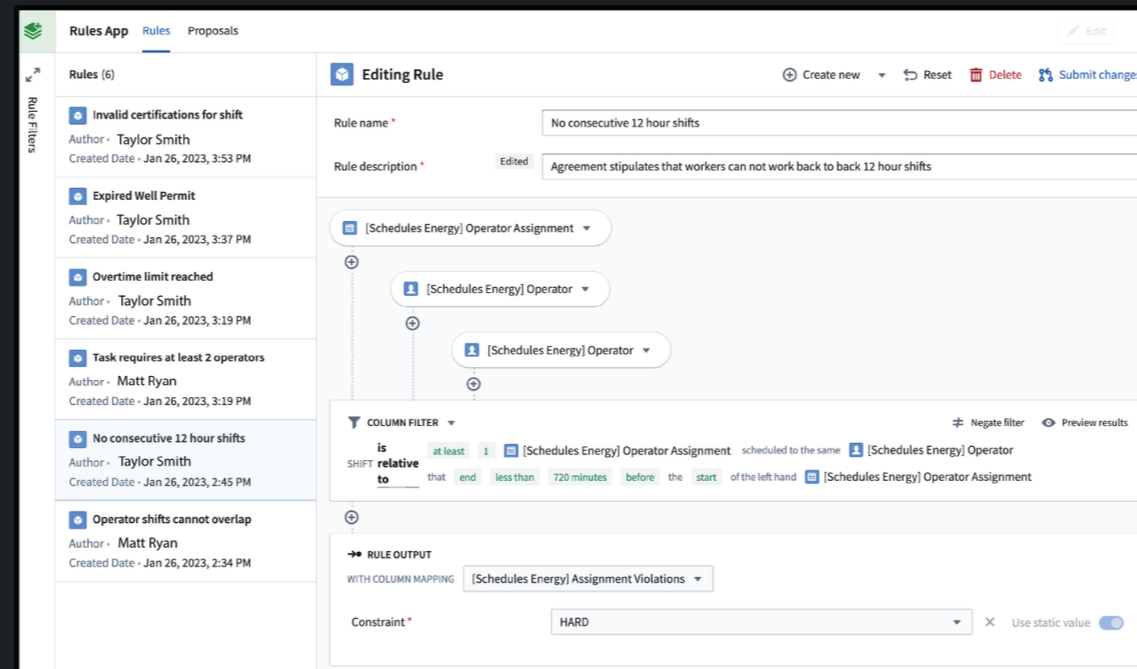 Rules App Rules Proposals Edit
Rule Filters
Rules (6)
Invalid certifications for shift
Author • Taylor Smith
Created Date • Jan 26, 2023, 3:53 PM
Expired Well Permit
Author • Taylor Smith
Created Date • Jan 26, 2023, 3:37 PM
Overtime limit reached
Author • Taylor Smith
Created Date • Jan 26, 2023, 3:19 PM
Task requires at least 2 operators
Author • Matt Ryan
Created Date • Jan 26, 2023, 3:19 PM
No consecutive 12 hour shifts
Author • Taylor Smith
Created Date • Jan 26, 2023, 2:45 PM
Operator shifts cannot overlap
Author • Matt Ryan
Created Date • Jan 26, 2023, 2:34 PM
Editing Rule Create new Reset Delete Submit changes
Rule name * No consecutive 12 hour shifts
Rule description * Edited Agreement stipulates that workers can not work back to back 12 hour shifts
[Schedules Energy] Operator Assignment
[Schedules Energy] Operator
[Schedules Energy] Operator
COLUMN FILTER Negate filter Preview results
SHIFT is relative to
at least 1 [Schedules Energy] Operator Assignment scheduled to the same [Schedules Energy] Operator
that end less than 720 minutes before the start of the left hand [Schedules Energy] Operator Assignment
RULE OUTPUT
WITH COLUMN MAPPING [Schedules Energy] Assignment Violations
Constraint * HARD Use static value